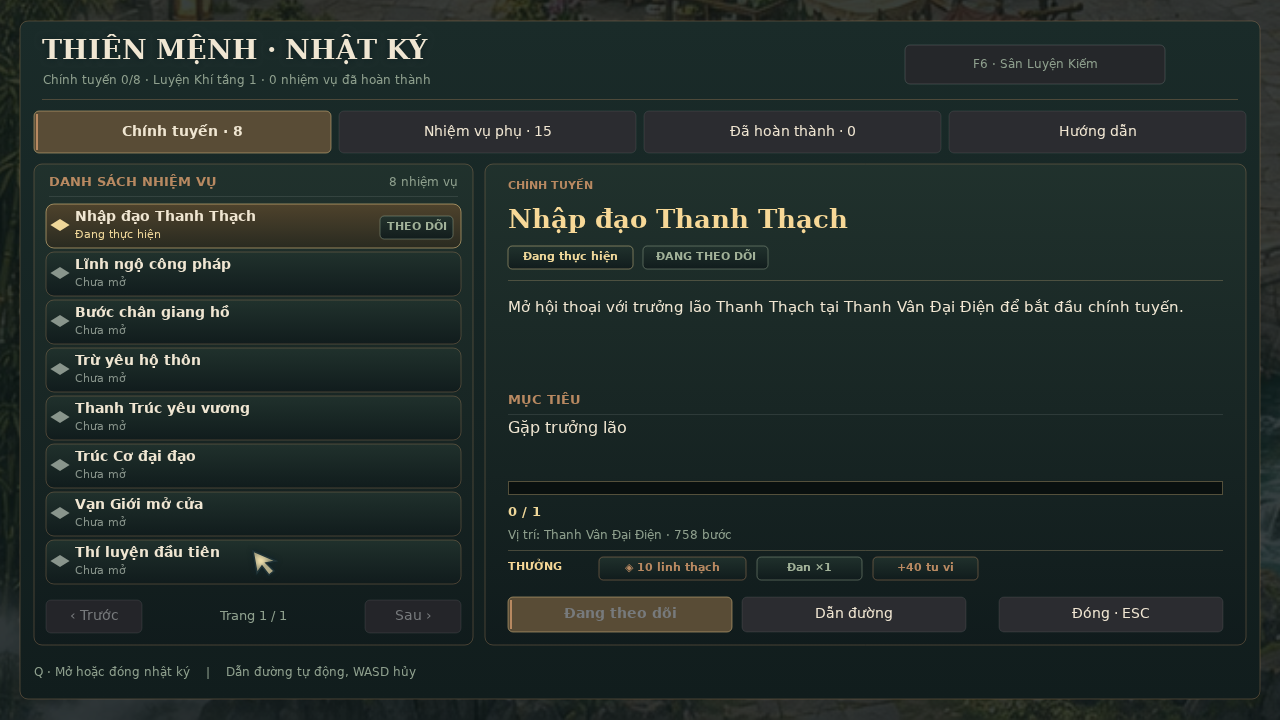 THIÊN MỆNH · NHẬT KÝ
Chính tuyến 0/8 · Luyện Khí tầng 1 · 0 nhiệm vụ đã hoàn thành
F6 · Sân Luyện Kiếm
Chính tuyến · 8
Nhiệm vụ phụ · 15
Đã hoàn thành · 0
Hướng dẫn
DANH SÁCH NHIỆM VỤ
8 nhiệm vụ
Nhập đạo Thanh Thạch
Đang thực hiện
THEO DÕI
Lĩnh ngộ công pháp
Chưa mở
Bước chân giang hồ
Chưa mở
Trừ yêu hộ thôn
Chưa mở
Thanh Trúc yêu vương
Chưa mở
Trúc Cơ đại đạo
Chưa mở
Vạn Giới mở cửa
Chưa mở
Thí luyện đầu tiên
Chưa mở
‹ Trước
Trang 1 / 1
Sau ›
CHÍNH TUYẾN
Nhập đạo Thanh Thạch
Đang thực hiện
ĐANG THEO DÕI
Mở hội thoại với trưởng lão Thanh Thạch tại Thanh Vân Đại Điện để bắt đầu chính tuyến.
MỤC TIÊU
Gặp trưởng lão
0 / 1
Vị trí: Thanh Vân Đại Điện · 758 bước
THƯỞNG
◈ 10 linh thạch
Đan ×1
+40 tu vi
Đang theo dõi
Dẫn đường
Đóng · ESC
Q · Mở hoặc đóng nhật ký | Dẫn đường tự động, WASD hủy